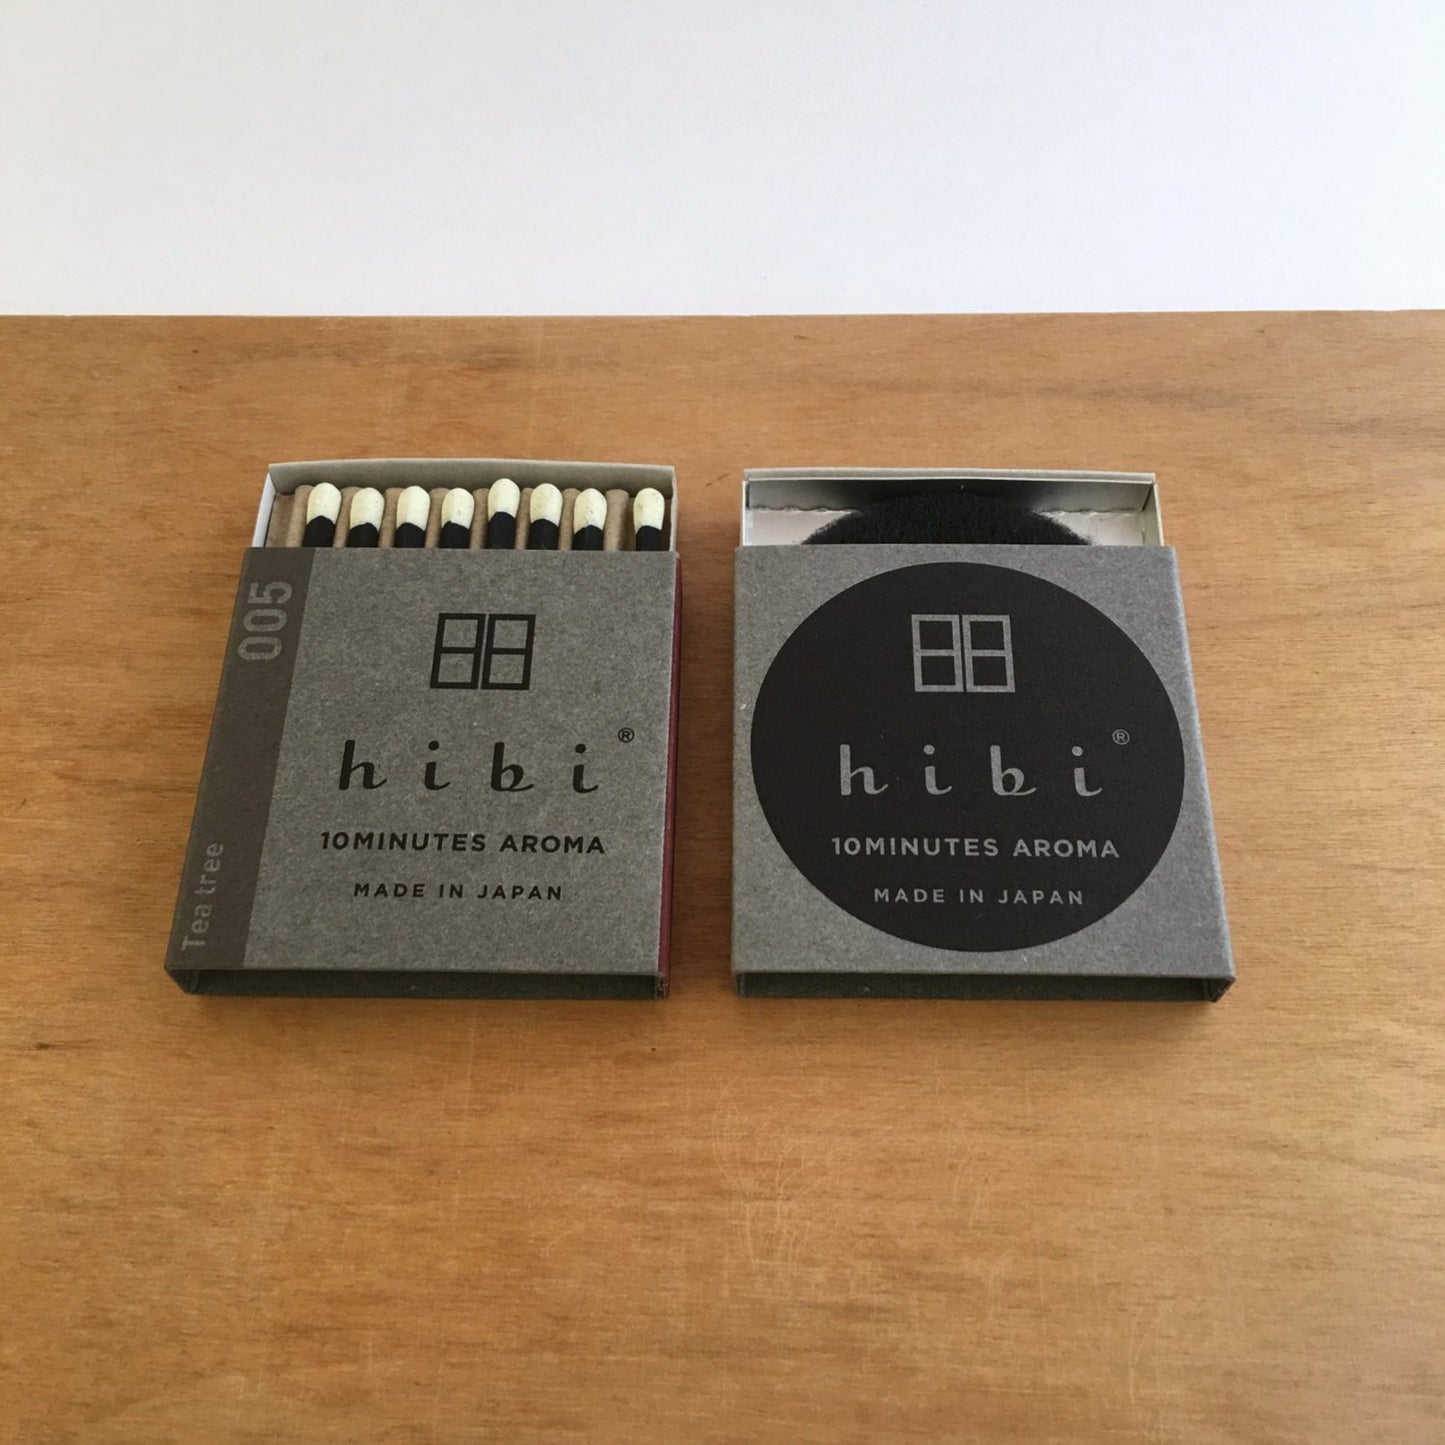 005
Tea tree
hibi®
10MINUTES AROMA
MADE IN JAPAN
hibi®
10MINUTES AROMA
MADE IN JAPAN